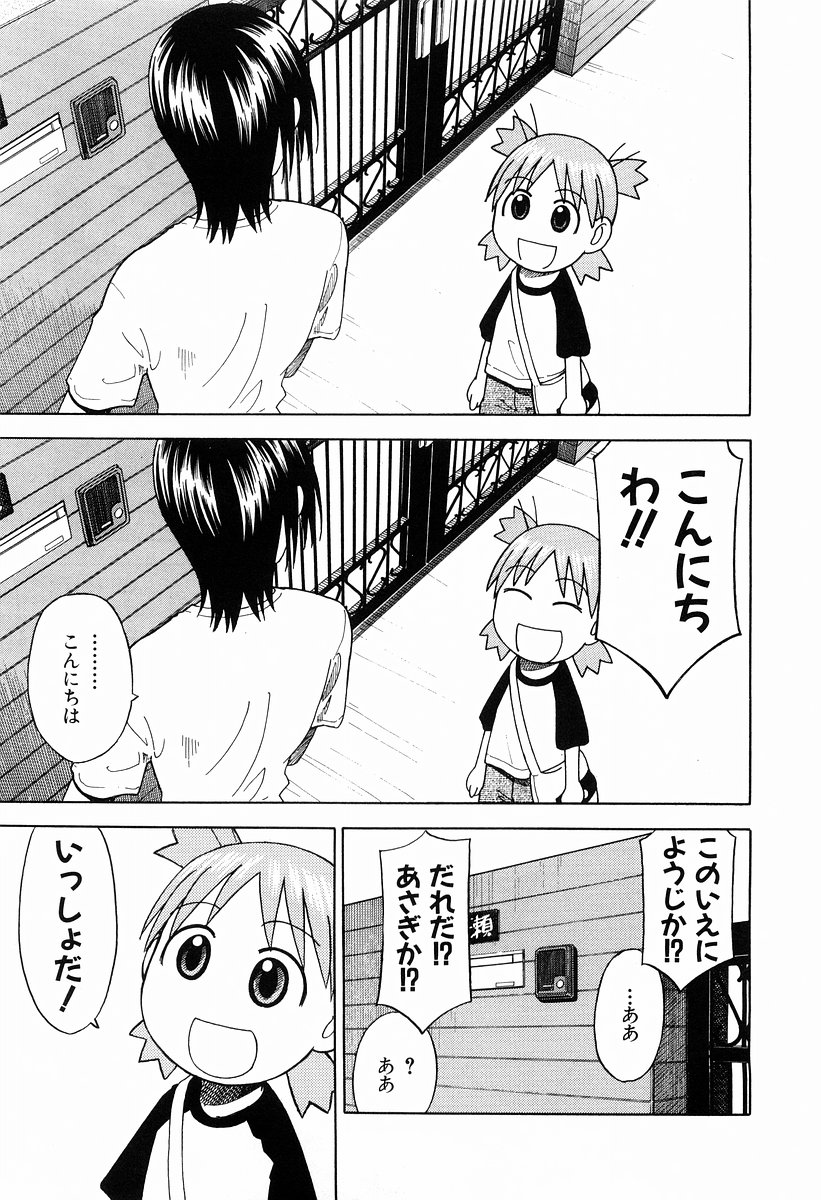 こんにち
わ!!
………
こんにちは
このいえに
ようじか!?
…ああ
瀬
だれだ!?
あさぎか!?
?
ああ
いっしょだ!